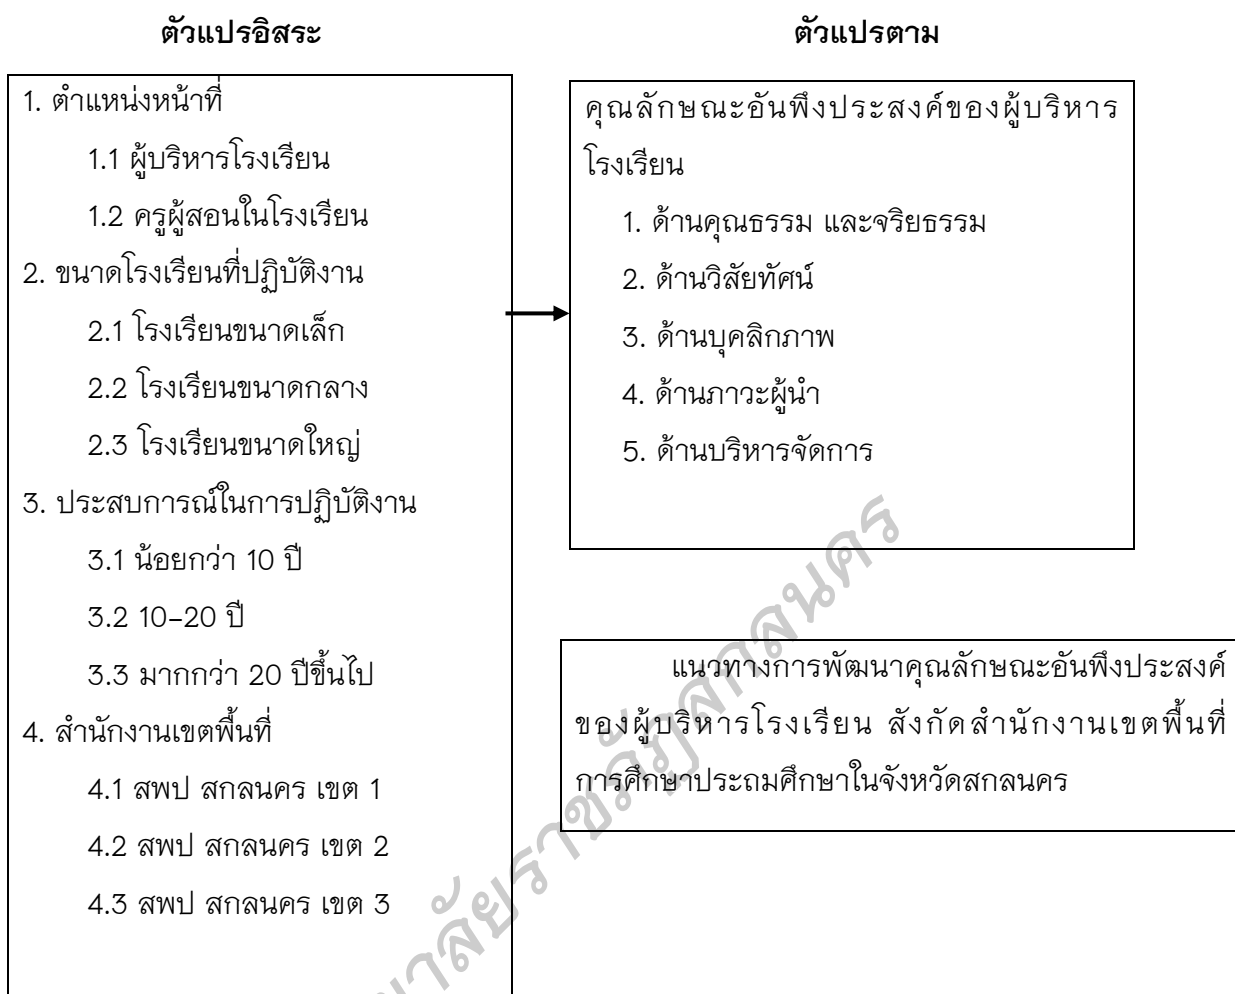 ตัวแปรอิสระ
1. ตำแหน่งหน้าที่
1.1 ผู้บริหารโรงเรียน
1.2 ครูผู้สอนในโรงเรียน
2. ขนาดโรงเรียนที่ปฏิบัติงาน
2.1 โรงเรียนขนาดเล็ก
2.2 โรงเรียนขนาดกลาง
2.3 โรงเรียนขนาดใหญ่
3. ประสบการณ์ในการปฏิบัติงาน
3.1 น้อยกว่า 10 ปี
3.2 10–20 ปี
3.3 มากกว่า 20 ปีขึ้นไป
4. สำนักงานเขตพื้นที่
4.1 สพป สกลนคร เขต 1
4.2 สพป สกลนคร เขต 2
4.3 สพป สกลนคร เขต 3
ตัวแปรตาม
คุณลักษณะอันพึงประสงค์ของผู้บริหาร
โรงเรียน
1. ด้านคุณธรรม และจริยธรรม
2. ด้านวิสัยทัศน์
3. ด้านบุคลิกภาพ
4. ด้านภาวะผู้นำ
5. ด้านบริหารจัดการ
แนวทางการพัฒนาคุณลักษณะอันพึงประสงค์
ของผู้บริหารโรงเรียน สังกัดสำนักงานเขตพื้นที่
การศึกษาประถมศึกษาในจังหวัดสกลนคร